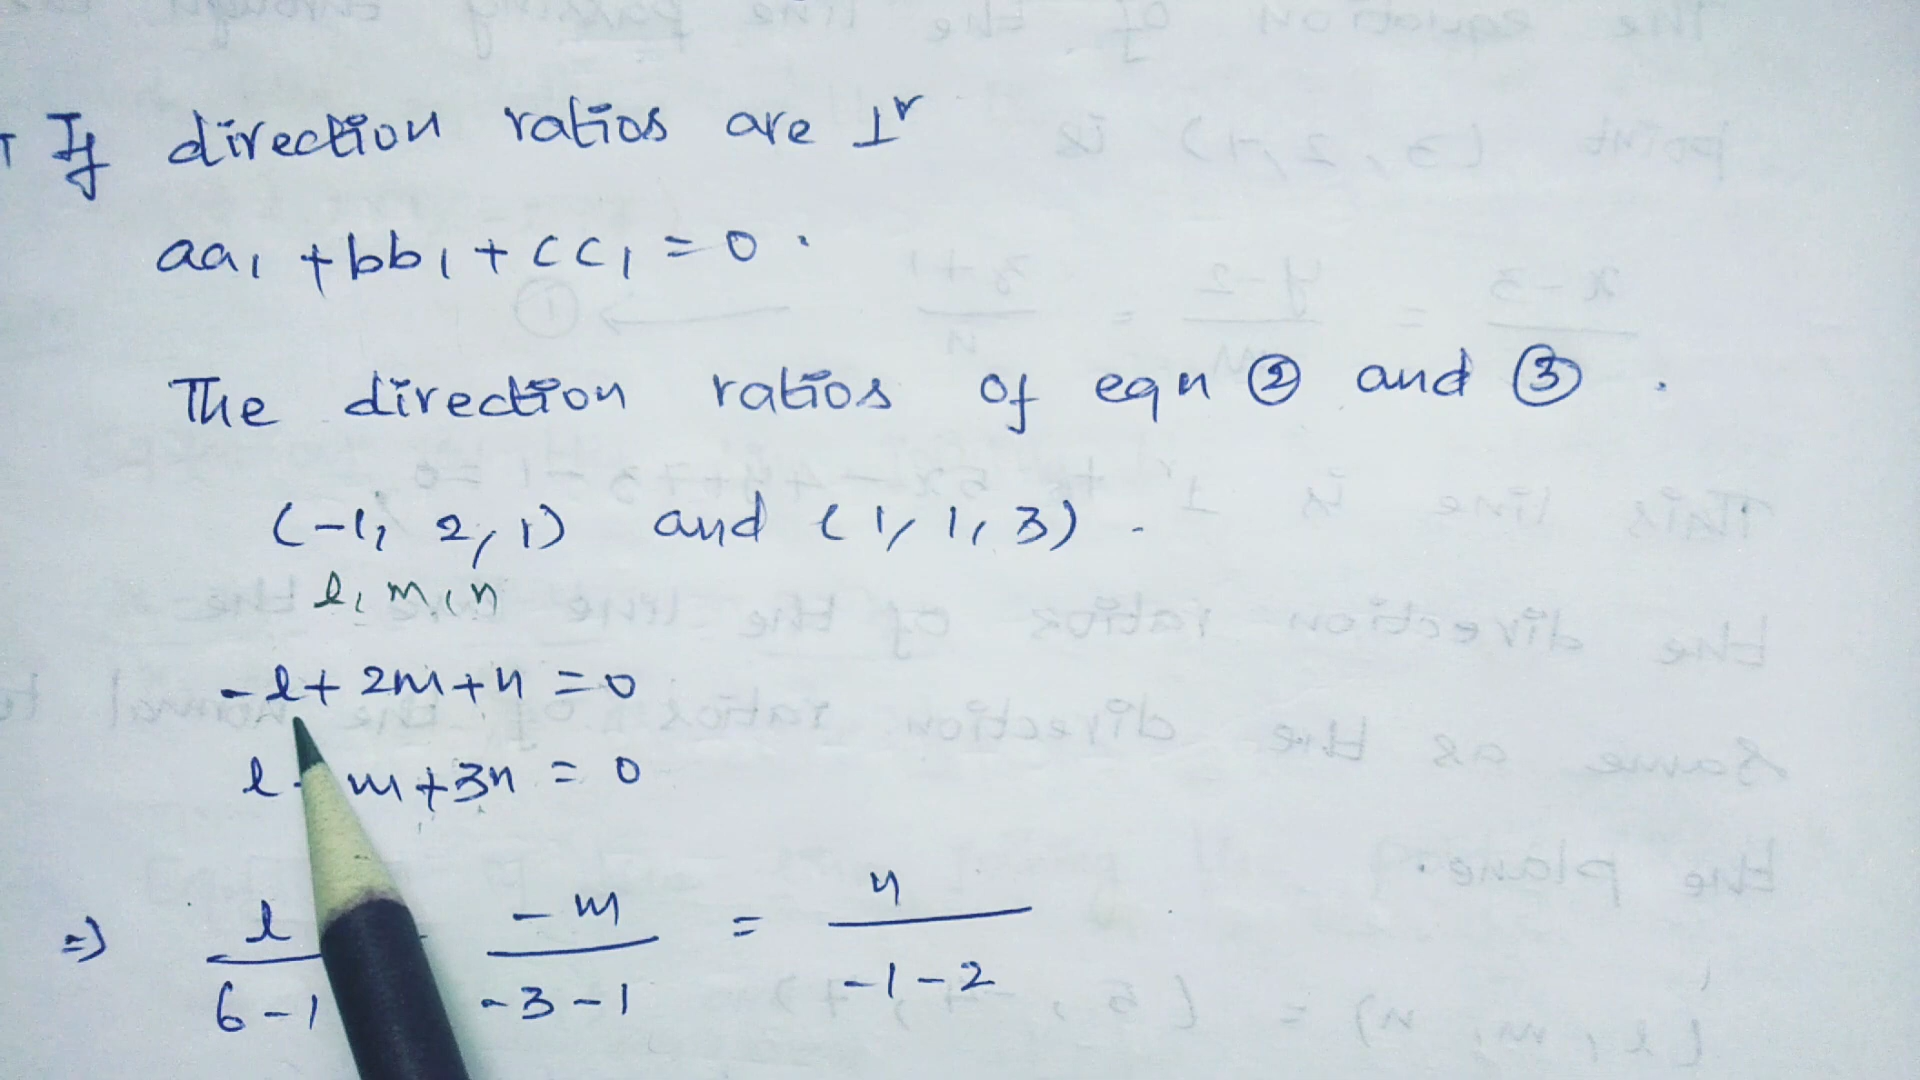 If direction ratios are ⊥r
aa₁ + bb₁ + cc₁ = 0.
The direction ratios of eqn ② and ③.
(-1, 2, 1) and (1, 1, 3).
l, m, n
-l + 2m + n = 0
l m + 3n = 0
⇒ l/6-1 -m/-3-1 = n/-1-2